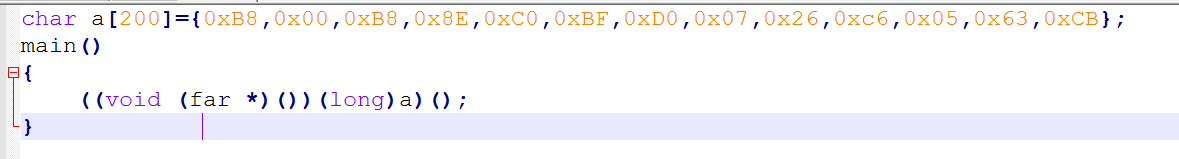 char a[200]={0xB8,0x00,0xB8,0x8E,0xC0,0xBF,0xD0,0x07,0x26,0xc6,0x05,0x63,0xCB};
main()
{
    ((void (far *)())(long)a)();
}